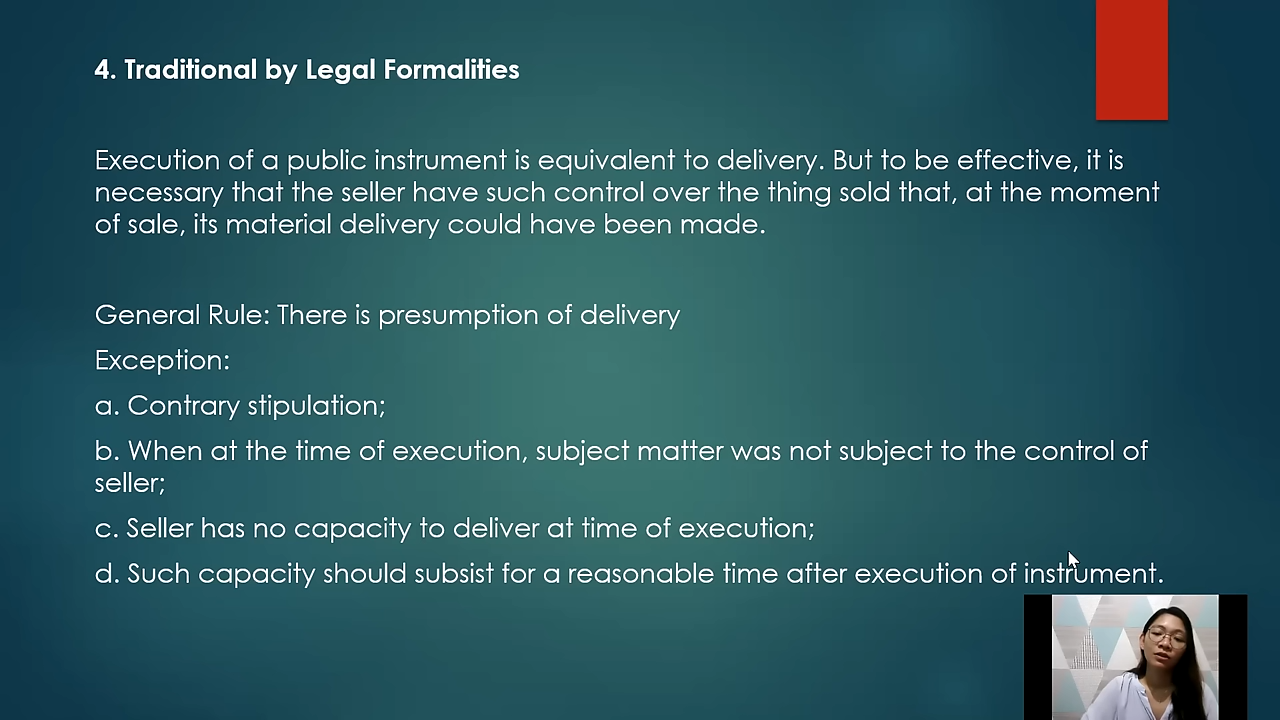 4. Traditional by Legal Formalities
Execution of a public instrument is equivalent to delivery. But to be effective, it is
necessary that the seller have such control over the thing sold that, at the moment
of sale, its material delivery could have been made.
General Rule: There is presumption of delivery
Exception:
a. Contrary stipulation;
b. When at the time of execution, subject matter was not subject to the control of
seller;
c. Seller has no capacity to deliver at time of execution;
d. Such capacity should subsist for a reasonable time after execution of instrument.